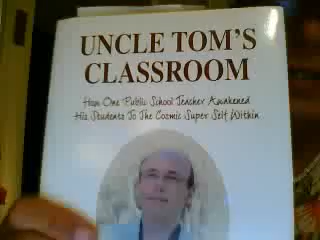 UNCLE TOM'S
CLASSROOM
How One Public School Teacher Awakened
His Students To The Cosmic Super Self Within